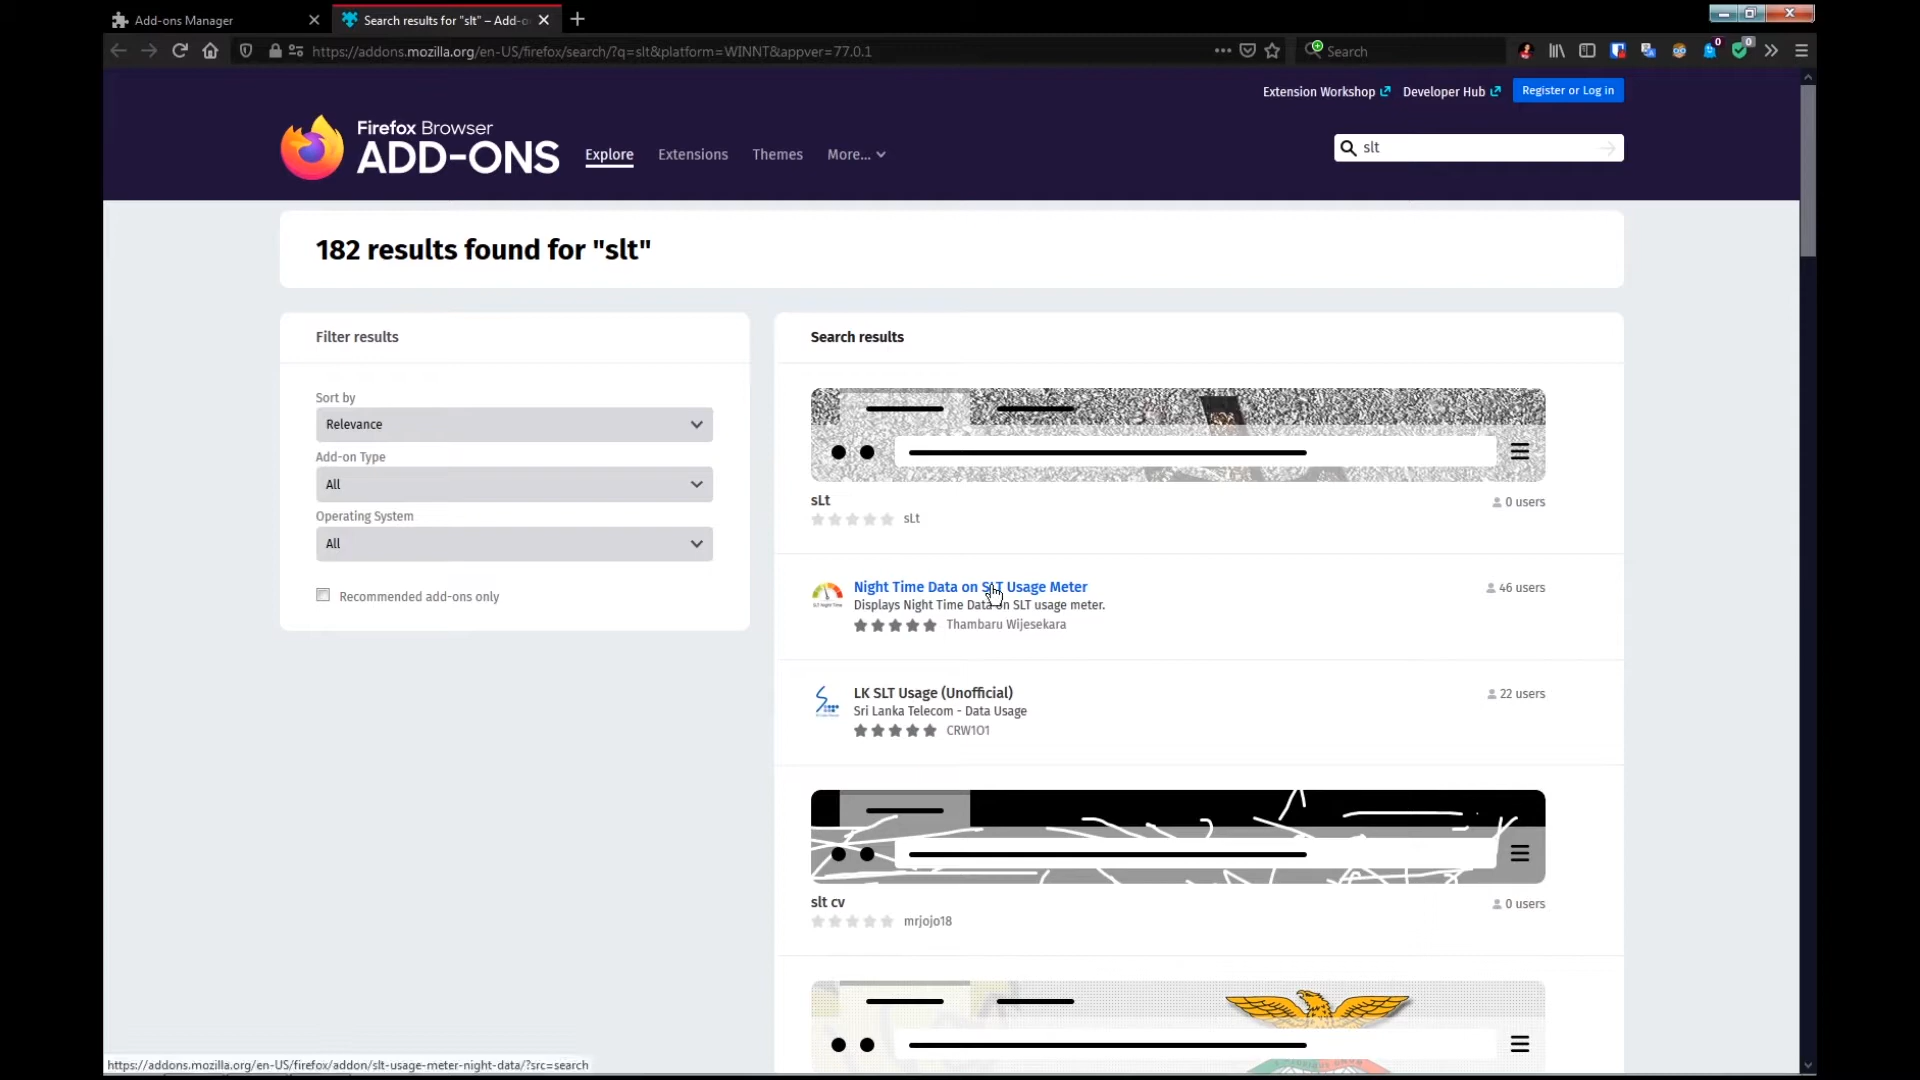 Add-ons Manager
Search results for "slt" – Add-o
https://addons.mozilla.org/en-US/firefox/search/?q=slt&platform=WINNT&appver=77.0.1
Search
0
0
Extension Workshop
Developer Hub
Register or Log in
Firefox Browser
ADD-ONS
Explore
Extensions
Themes
More...
slt
182 results found for "slt"
Filter results
Sort by
Relevance
Add-on Type
All
Operating System
All
Recommended add-ons only
Search results
sLt
0 users
sLt
Night Time Data on SLT Usage Meter
46 users
Displays Night Time Data on SLT usage meter.
Thambaru Wijesekara
LK SLT Usage (Unofficial)
22 users
Sri Lanka Telecom - Data Usage
CRW1O1
slt cv
0 users
mrjojo18
https://addons.mozilla.org/en-US/firefox/addon/slt-usage-meter-night-data/?src=search